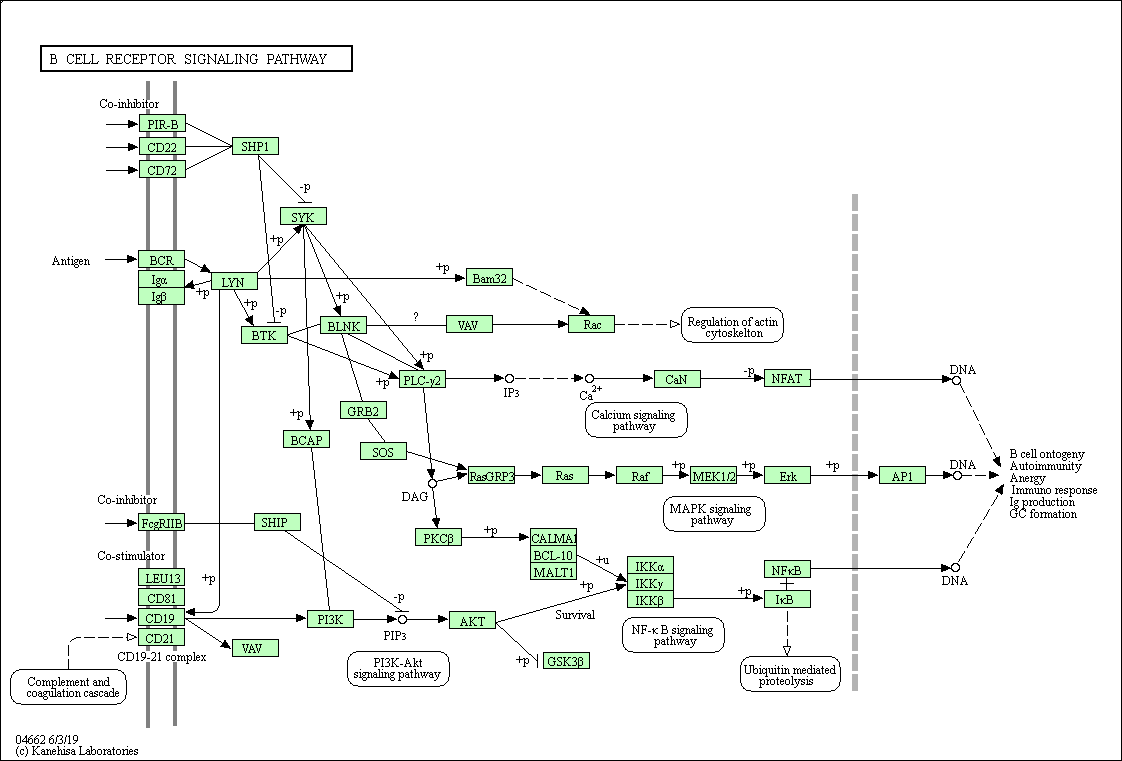 B CELL RECEPTOR SIGNALING PATHWAY
Co-inhibitor
PIR-B
CD22
SHP1
CD72
-p
SYK
+p
Antigen
BCR
Igα
LYN
+p
Bam32
Igβ
+p
+p
-p
+p
BTK
BLNK
?
VAV
Rac
Regulation of actin
cytoskelton
+p
+p
PLC-γ2
IP3
Ca2+
CaN
-p
NFAT
DNA
Calcium signaling
pathway
GRB2
+p
BCAP
SOS
RasGRP3
Ras
Raf
+p
MEK1/2
+p
Erk
+p
AP1
DNA
B cell ontogeny
Autoimmunity
Anergy
Immuno response
Ig production
GC formation
DAG
MAPK signaling
pathway
Co-inhibitor
FcgRIIB
SHIP
PKCβ
+p
CALMA1
BCL-10
MALT1
+u
Co-stimulator
LEU13
+p
CD81
CD19
CD21
CD19-21 complex
VAV
PI3K
-p
PIP3
AKT
+p
Survival
IKKα
IKKγ
IKKβ
+p
NFκB
IκB
DNA
+p
GSK3β
PI3K-Akt
signaling pathway
NF-κ B signaling
pathway
Ubiquitin mediated
proteolysis
Complement and
coagulation cascade
04662 6/3/19
(c) Kanehisa Laboratories